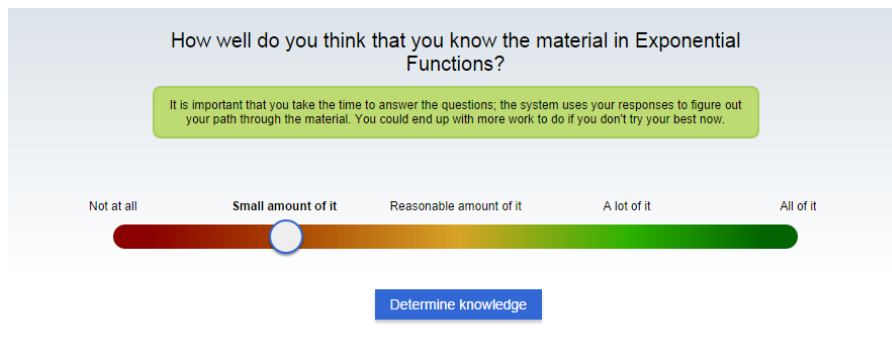 How well do you think that you know the material in Exponential
Functions?
It is important that you take the time to answer the questions; the system uses your responses to figure out
your path through the material. You could end up with more work to do if you don't try your best now.
Not at all
Small amount of it
Reasonable amount of it
A lot of it
All of it
Determine knowledge